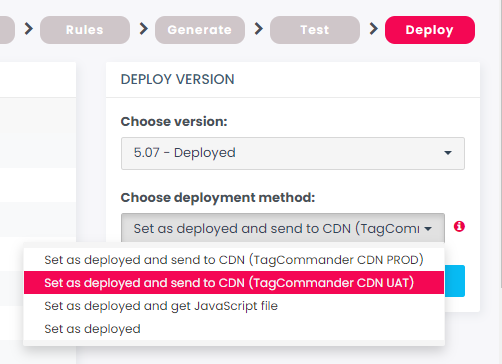 Rules
Generate
Test
Deploy
DEPLOY VERSION
Choose version:
5.07 - Deployed
Choose deployment method:
Set as deployed and send to CDN (TagComm
Set as deployed and send to CDN (TagCommander CDN PROD)
Set as deployed and send to CDN (TagCommander CDN UAT)
Set as deployed and get JavaScript file
Set as deployed